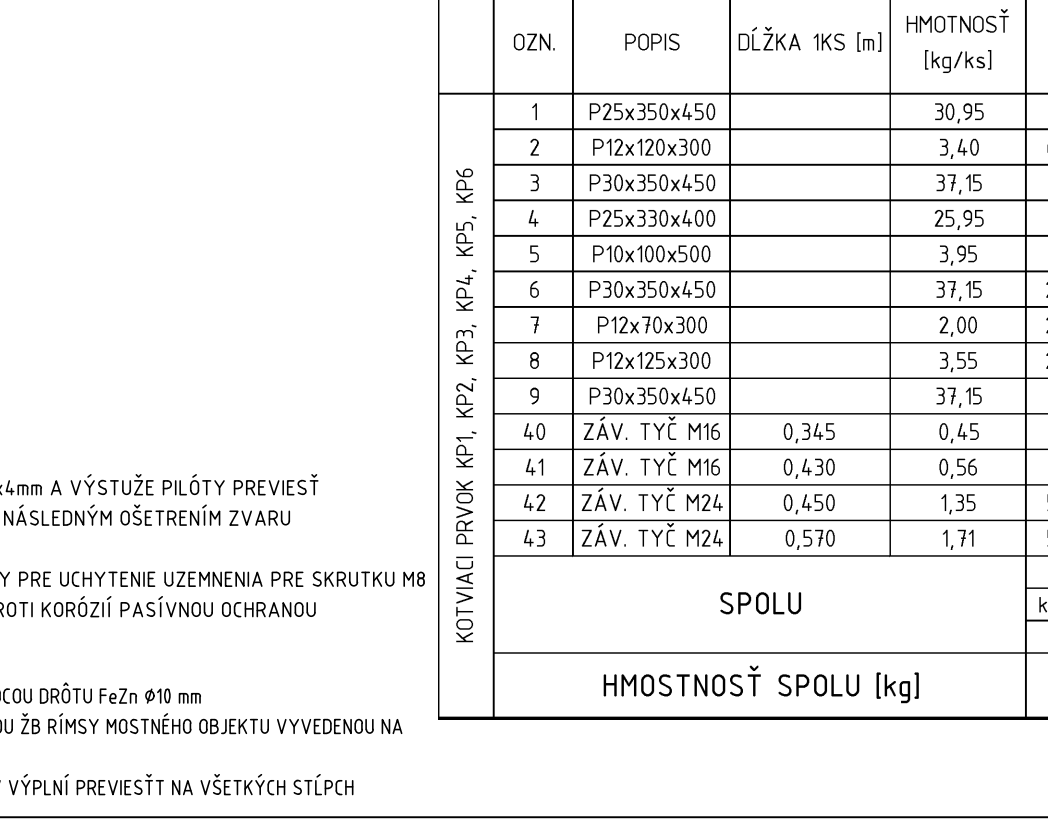 OZN. POPIS DĹŽKA 1KS [m] HMOTNOSŤ [kg/ks]
KOTVIACI PRVOK KP1, KP2, KP3, KP4, KP5, KP6
1 P25x350x450 30,95
2 P12x120x300 3,40
3 P30x350x450 37,15
4 P25x330x400 25,95
5 P10x100x500 3,95
6 P30x350x450 37,15
7 P12x70x300 2,00
8 P12x125x300 3,55
9 P30x350x450 37,15
40 ZÁV. TYČ M16 0,345 0,45
41 ZÁV. TYČ M16 0,430 0,56
42 ZÁV. TYČ M24 0,450 1,35
43 ZÁV. TYČ M24 0,570 1,71
SPOLU
HMOSTNOSŤ SPOLU [kg]
x4mm A VÝSTUŽE PILÓTY PREVIESŤ
NÁSLEDNÝM OŠETRENÍM ZVARU
Y PRE UCHYTENIE UZEMNENIA PRE SKRUTKU M8
ROTI KORÓZIÍ PASÍVNOU OCHRANOU
OCOU DRÔTU FeZn Ø10 mm
OU ŽB RÍMSY MOSTNÉHO OBJEKTU VYVEDENOU NA
VÝPLNÍ PREVIESŤT NA VŠETKÝCH STĹPCH